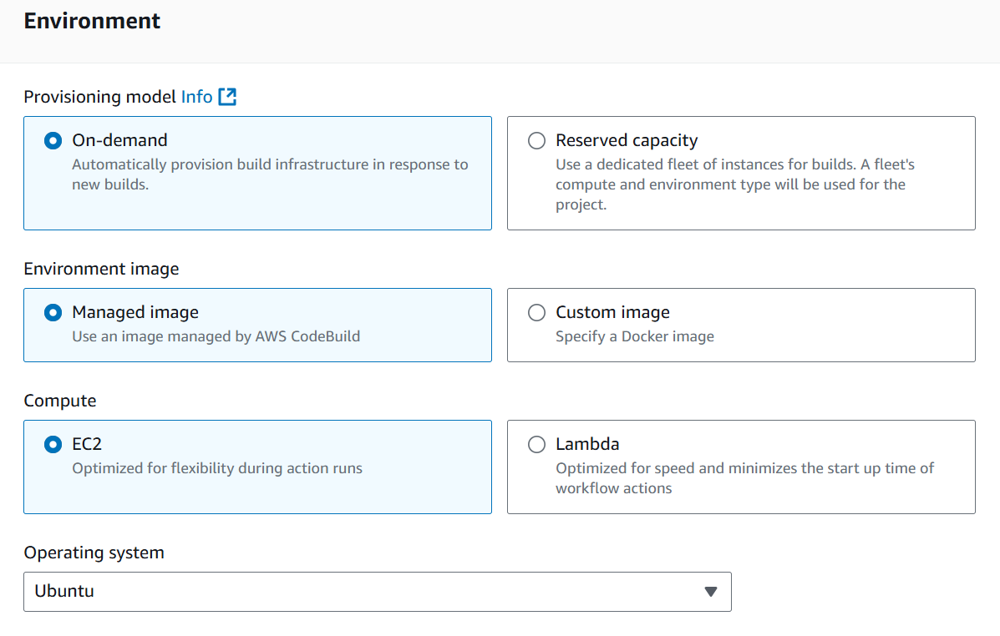 Environment
Provisioning model Info
On-demand
Automatically provision build infrastructure in response to
new builds.
Reserved capacity
Use a dedicated fleet of instances for builds. A fleet's
compute and environment type will be used for the
project.
Environment image
Managed image
Use an image managed by AWS CodeBuild
Custom image
Specify a Docker image
Compute
EC2
Optimized for flexibility during action runs
Lambda
Optimized for speed and minimizes the start up time of
workflow actions
Operating system
Ubuntu